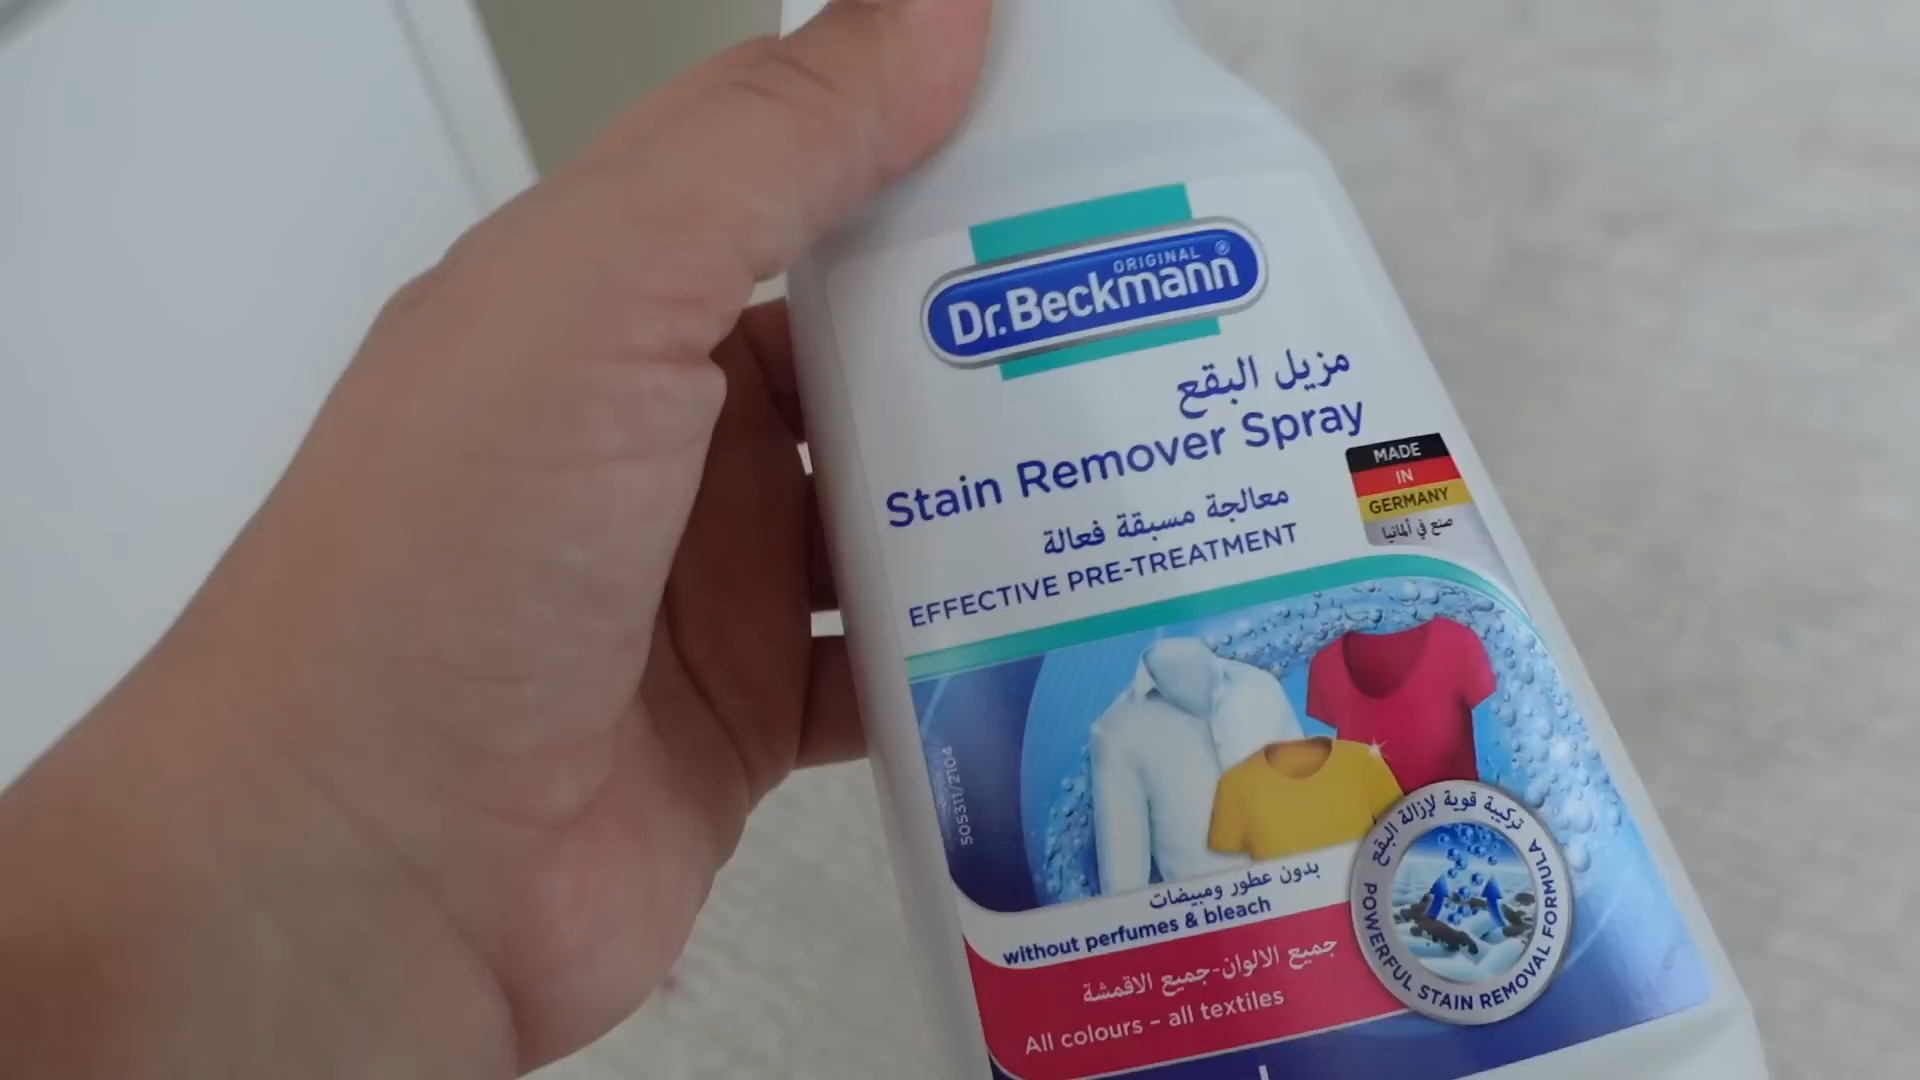 ORIGINAL ®
Dr.Beckmann
مزيل البقع
Stain Remover Spray
معالجة مسبقة فعالة
EFFECTIVE PRE-TREATMENT
MADE
IN
GERMANY
صنع في ألمانيا
505311/2104
بدون عطور ومبيضات
without perfumes & bleach
جميع الالوان-جميع الاقمشة
All colours – all textiles
تركيبة قوية لإزالة البقع
POWERFUL STAIN REMOVAL FORMULA